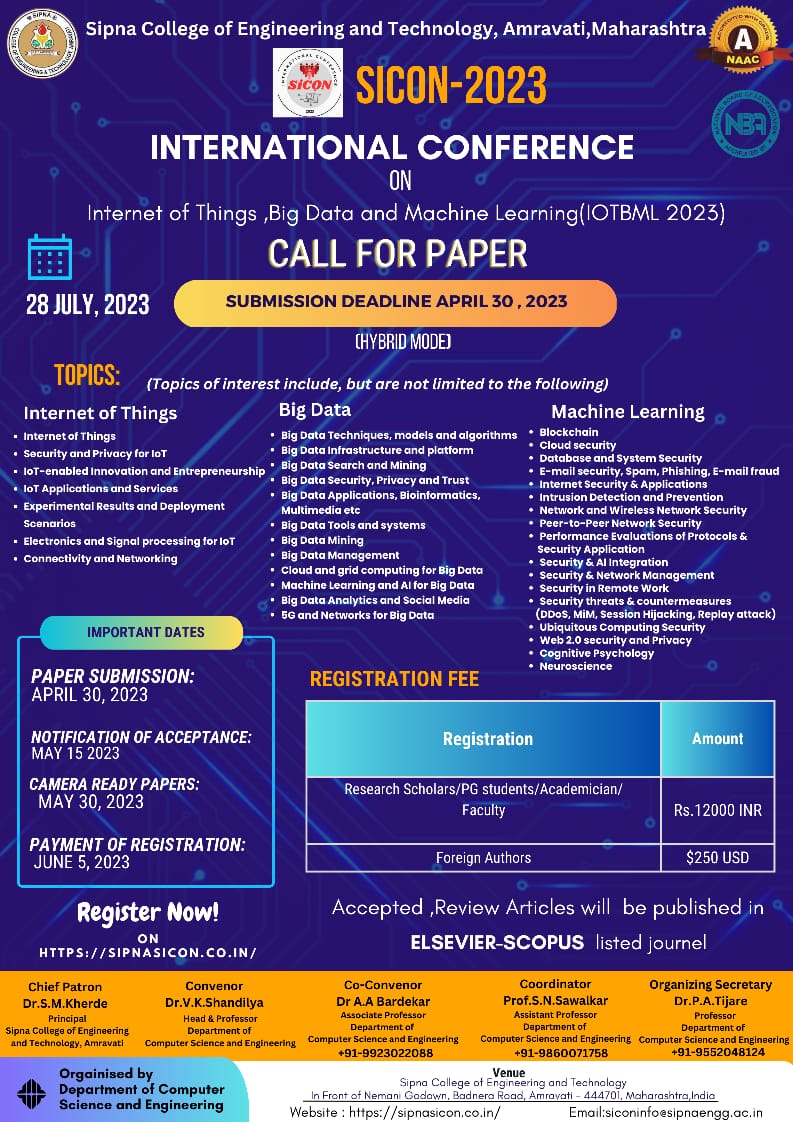 Sipna College of Engineering and Technology, Amravati,Maharashtra
SIPNA
ACCREDITED WITH GRADE
A
NAAC
SiCON
INTERNATIONAL CONFERENCE
2023
SICON-2023
NBA
NATIONAL BOARD OF ACCREDITATION
INTERNATIONAL CONFERENCE
ON
Internet of Things ,Big Data and Machine Learning(IOTBML 2023)
CALL FOR PAPER
28 JULY, 2023
SUBMISSION DEADLINE APRIL 30 , 2023
(HYBRID MODE)
TOPICS:
(Topics of interest include, but are not limited to the following)
Internet of Things
• Internet of Things
• Security and Privacy for IoT
• IoT-enabled Innovation and Entrepreneurship
• IoT Applications and Services
• Experimental Results and Deployment
Scenarios
• Electronics and Signal processing for IoT
• Connectivity and Networking
Big Data
• Big Data Techniques, models and algorithms
• Big Data Infrastructure and platform
• Big Data Search and Mining
• Big Data Security, Privacy and Trust
• Big Data Applications, Bioinformatics,
Multimedia etc
• Big Data Tools and systems
• Big Data Mining
• Big Data Management
• Cloud and grid computing for Big Data
• Machine Learning and AI for Big Data
• Big Data Analytics and Social Media
• 5G and Networks for Big Data
Machine Learning
• Blockchain
• Cloud security
• Database and System Security
• E-mail security, Spam, Phishing, E-mail fraud
• Internet Security & Applications
• Intrusion Detection and Prevention
• Network and Wireless Network Security
• Peer-to-Peer Network Security
• Performance Evaluations of Protocols &
Security Application
• Security & AI Integration
• Security & Network Management
• Security in Remote Work
• Security threats & countermeasures
(DDoS, MiM, Session Hijacking, Replay attack)
• Ubiquitous Computing Security
• Web 2.0 security and Privacy
• Cognitive Psychology
• Neuroscience
IMPORTANT DATES
PAPER SUBMISSION:
APRIL 30, 2023
NOTIFICATION OF ACCEPTANCE:
MAY 15 2023
CAMERA READY PAPERS:
MAY 30, 2023
PAYMENT OF REGISTRATION:
JUNE 5, 2023
REGISTRATION FEE
Registration Amount
Research Scholars/PG students/Academician/
Faculty
Rs.12000 INR
Foreign Authors $250 USD
Register Now!
ON
HTTPS://SIPNASICON.CO.IN/
Accepted ,Review Articles will be published in
ELSEVIER-SCOPUS listed journel
Chief Patron
Dr.S.M.Kherde
Principal
Sipna College of Engineering
and Technology, Amravati
Convenor
Dr.V.K.Shandilya
Head & Professor
Department of
Computer Science and Engineering
Co-Convenor
Dr A.A Bardekar
Associate Professor
Department of
Computer Science and Engineering
+91-9923022088
Coordinator
Prof.S.N.Sawalkar
Assistant Professor
Department of
Computer Science and Engineering
+91-9860071758
Organizing Secretary
Dr.P.A.Tijare
Professor
Department of
Computer Science and Engineering
+91-9552048124
Orgainised by
Department of Computer
Science and Engineering
Venue
Sipna College of Engineering and Technology
In Front of Nemani Godown, Badnera Road, Amravati - 444701, Maharashtra,India
Website : https://sipnasicon.co.in/ Email:siconinfo@sipnaengg.ac.in